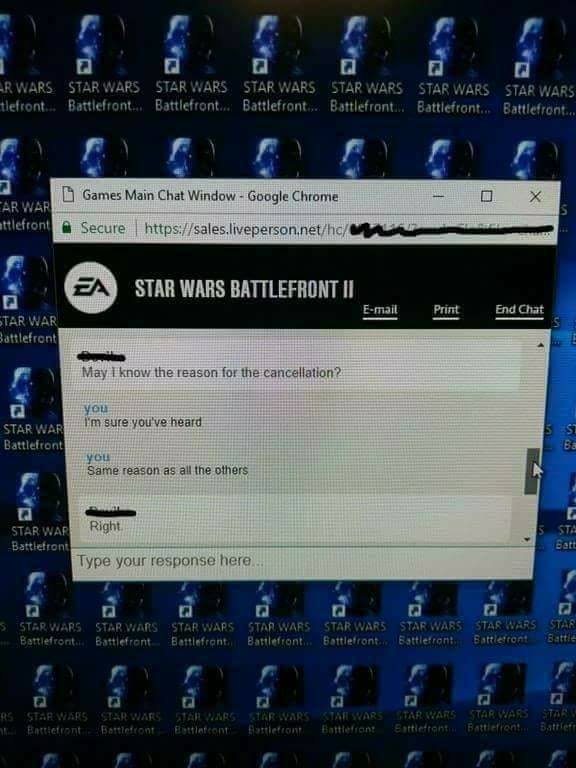 AR WARS STAR WARS STAR WARS STAR WARS STAR WARS STAR WARS STAR WARS
tlefront... Battlefront... Battlefront... Battlefront... Battlefront... Battlefront... Battlefront...
Games Main Chat Window - Google Chrome
TAR WAR
attlefront
Secure https://sales.liveperson.net/hc/
EA STAR WARS BATTLEFRONT II
E-mail Print End Chat
STAR WAR
Battlefront
May I know the reason for the cancellation?
you
I'm sure you've heard
STAR WAR
Battlefront
you
Same reason as all the others
Right.
STAR WAR
Battlefront
Type your response here...
STAR WARS STAR WARS STAR WARS STAR WARS STAR WARS STAR WARS STAR WARS STAR
Battlefront... Battlefront... Battlefront... Battlefront... Battlefront... Battlefront... Battlefront... Battle
RS STAR WARS STAR WARS STAR WARS STAR WARS STAR WARS STAR WARS STAR WARS STAR W
Battlefront... Battlefront... Battlefront... Battlefront... Battlefront... Battlefront... Battlefront... Battlef